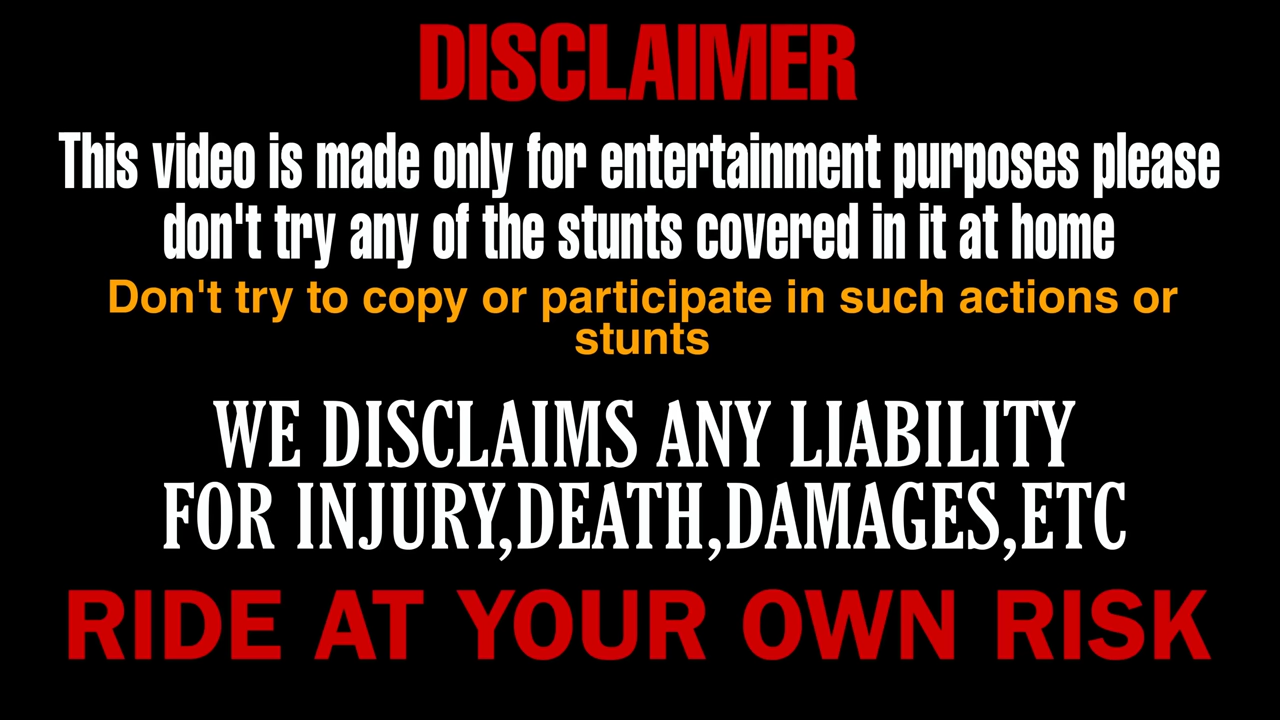 DISCLAIMER
This video is made only for entertainment purposes please
don't try any of the stunts covered in it at home
Don't try to copy or participate in such actions or
stunts
WE DISCLAIMS ANY LIABILITY
FOR INJURY,DEATH,DAMAGES,ETC
RIDE AT YOUR OWN RISK